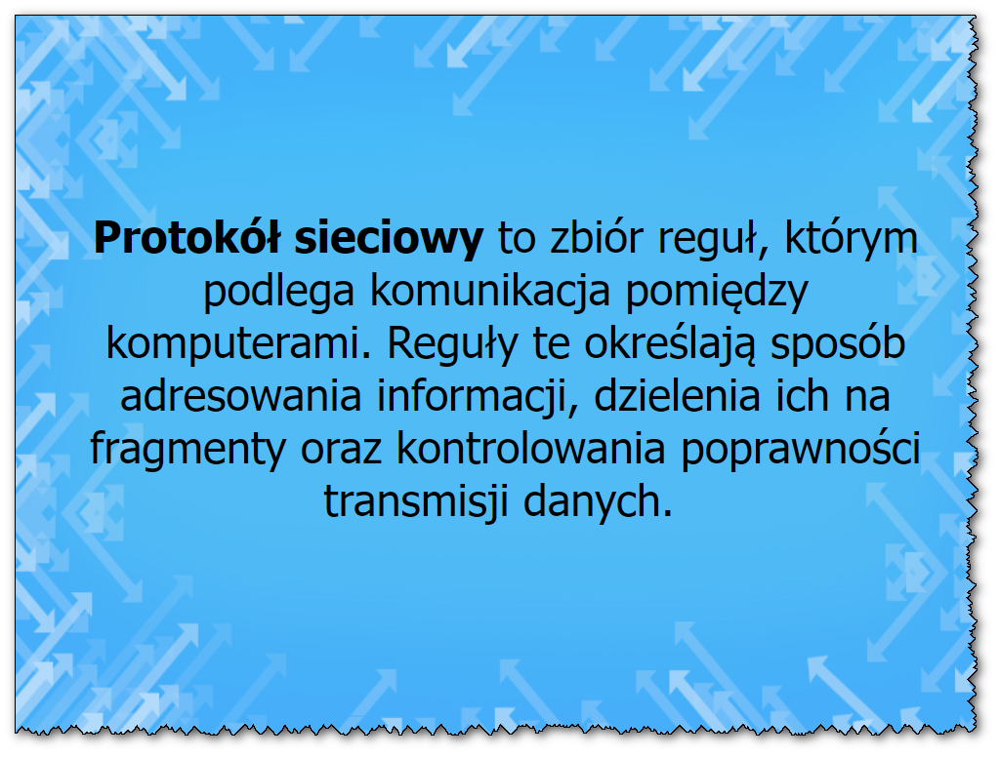 Protokół sieciowy to zbiór reguł, którym
podlega komunikacja pomiędzy
komputerami. Reguły te określają sposób
adresowania informacji, dzielenia ich na
fragmenty oraz kontrolowania poprawności
transmisji danych.